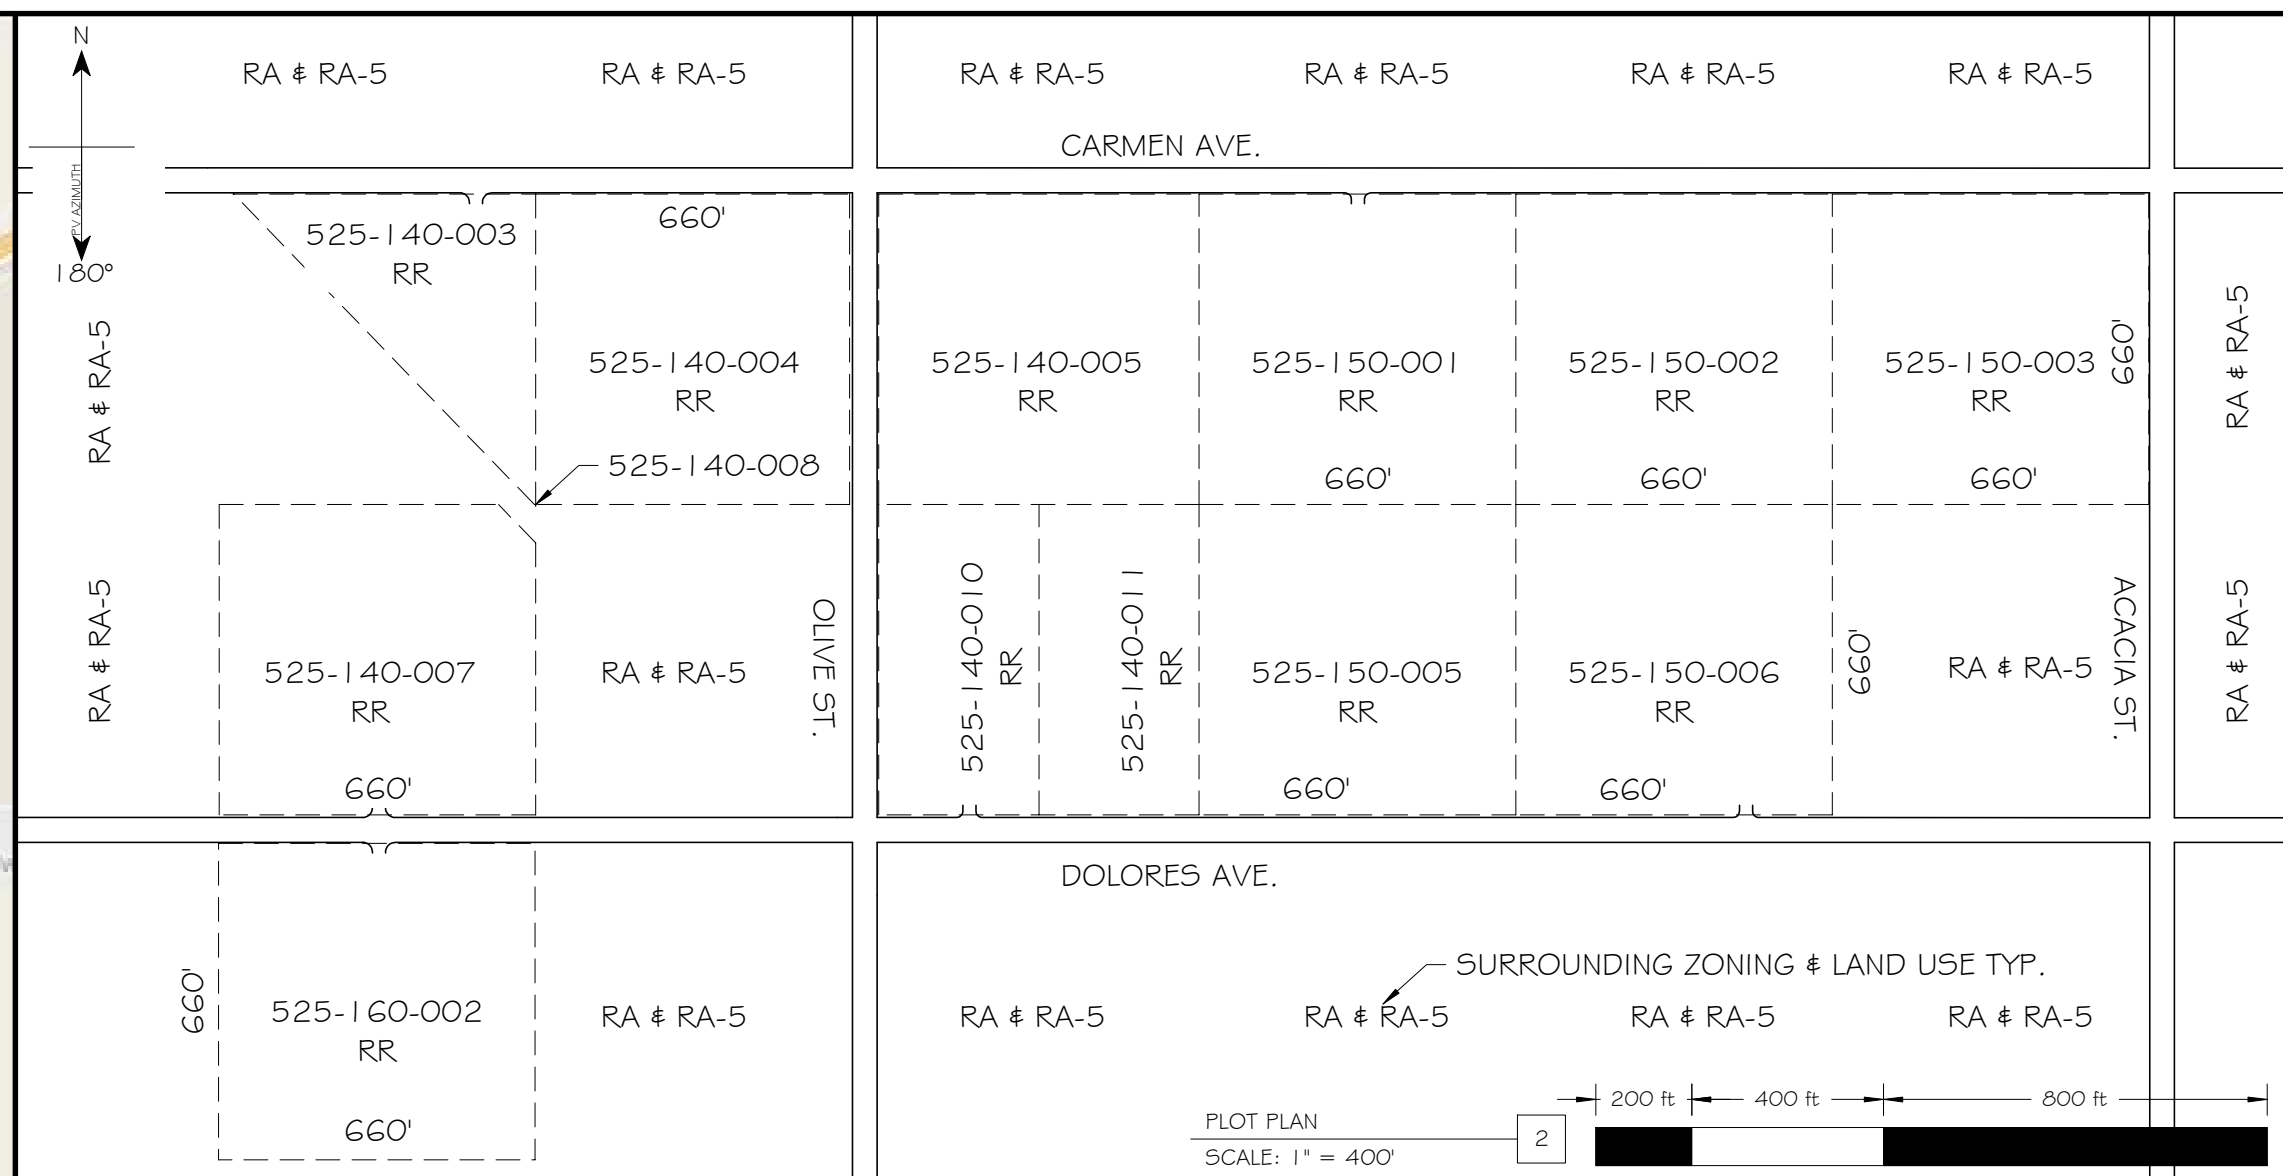 N
RA & RA-5
RA & RA-5
RA & RA-5
RA & RA-5
RA & RA-5
RA & RA-5
CARMEN AVE.
PV AZIMUTH
180°
525-140-003
RR
660'
525-140-004
RR
525-140-005
RR
525-150-001
RR
525-150-002
RR
525-150-003
RR
660'
RA & RA-5
RA & RA-5
525-140-008
660'
660'
660'
RA & RA-5
525-140-007
RR
660'
RA & RA-5
OLIVE ST.
525-140-010
RR
525-140-011
RR
525-150-005
RR
660'
525-150-006
RR
660'
660'
RA & RA-5
ACACIA ST.
RA & RA-5
DOLORES AVE.
660'
525-160-002
RR
660'
RA & RA-5
SURROUNDING ZONING & LAND USE TYP.
RA & RA-5
RA & RA-5
RA & RA-5
RA & RA-5
PLOT PLAN
SCALE: 1" = 400'
2
200 ft
400 ft
800 ft